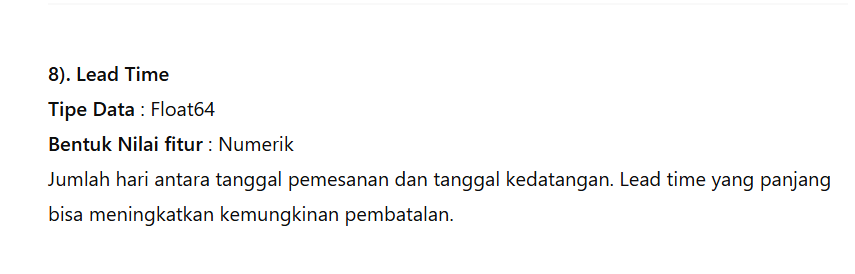 8). Lead Time
Tipe Data : Float64
Bentuk Nilai fitur : Numerik
Jumlah hari antara tanggal pemesanan dan tanggal kedatangan. Lead time yang panjang
bisa meningkatkan kemungkinan pembatalan.